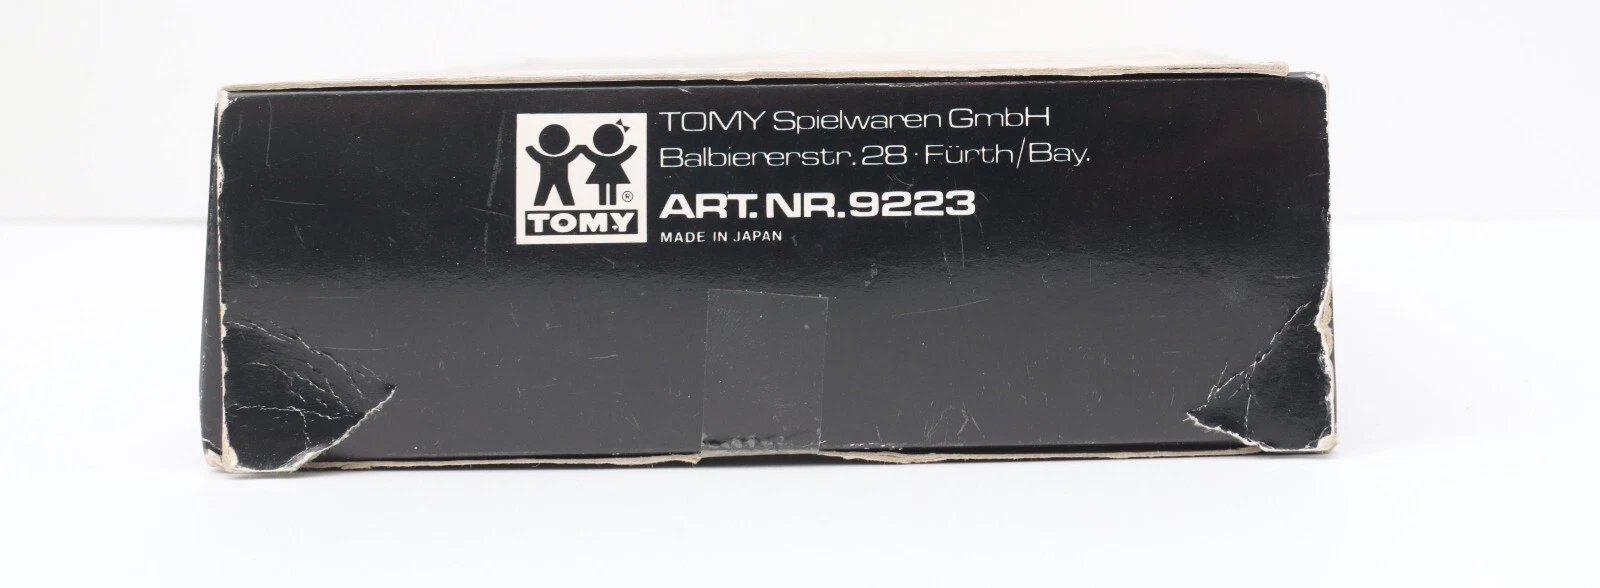 TOMY Spielwaren GmbH
Balbiererstr. 28 · Fürth/Bay.
ART. NR. 9223
MADE IN JAPAN
®
TOMY